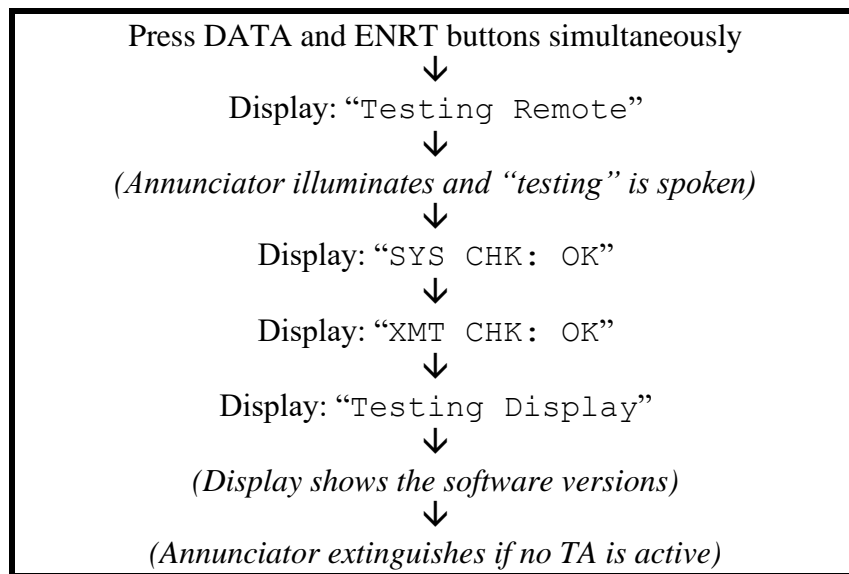 Press DATA and ENRT buttons simultaneously
↓
Display: “Testing Remote”
↓
(Annunciator illuminates and “testing” is spoken)
↓
Display: “SYS CHK: OK”
↓
Display: “XMT CHK: OK”
↓
Display: “Testing Display”
↓
(Display shows the software versions)
↓
(Annunciator extinguishes if no TA is active)